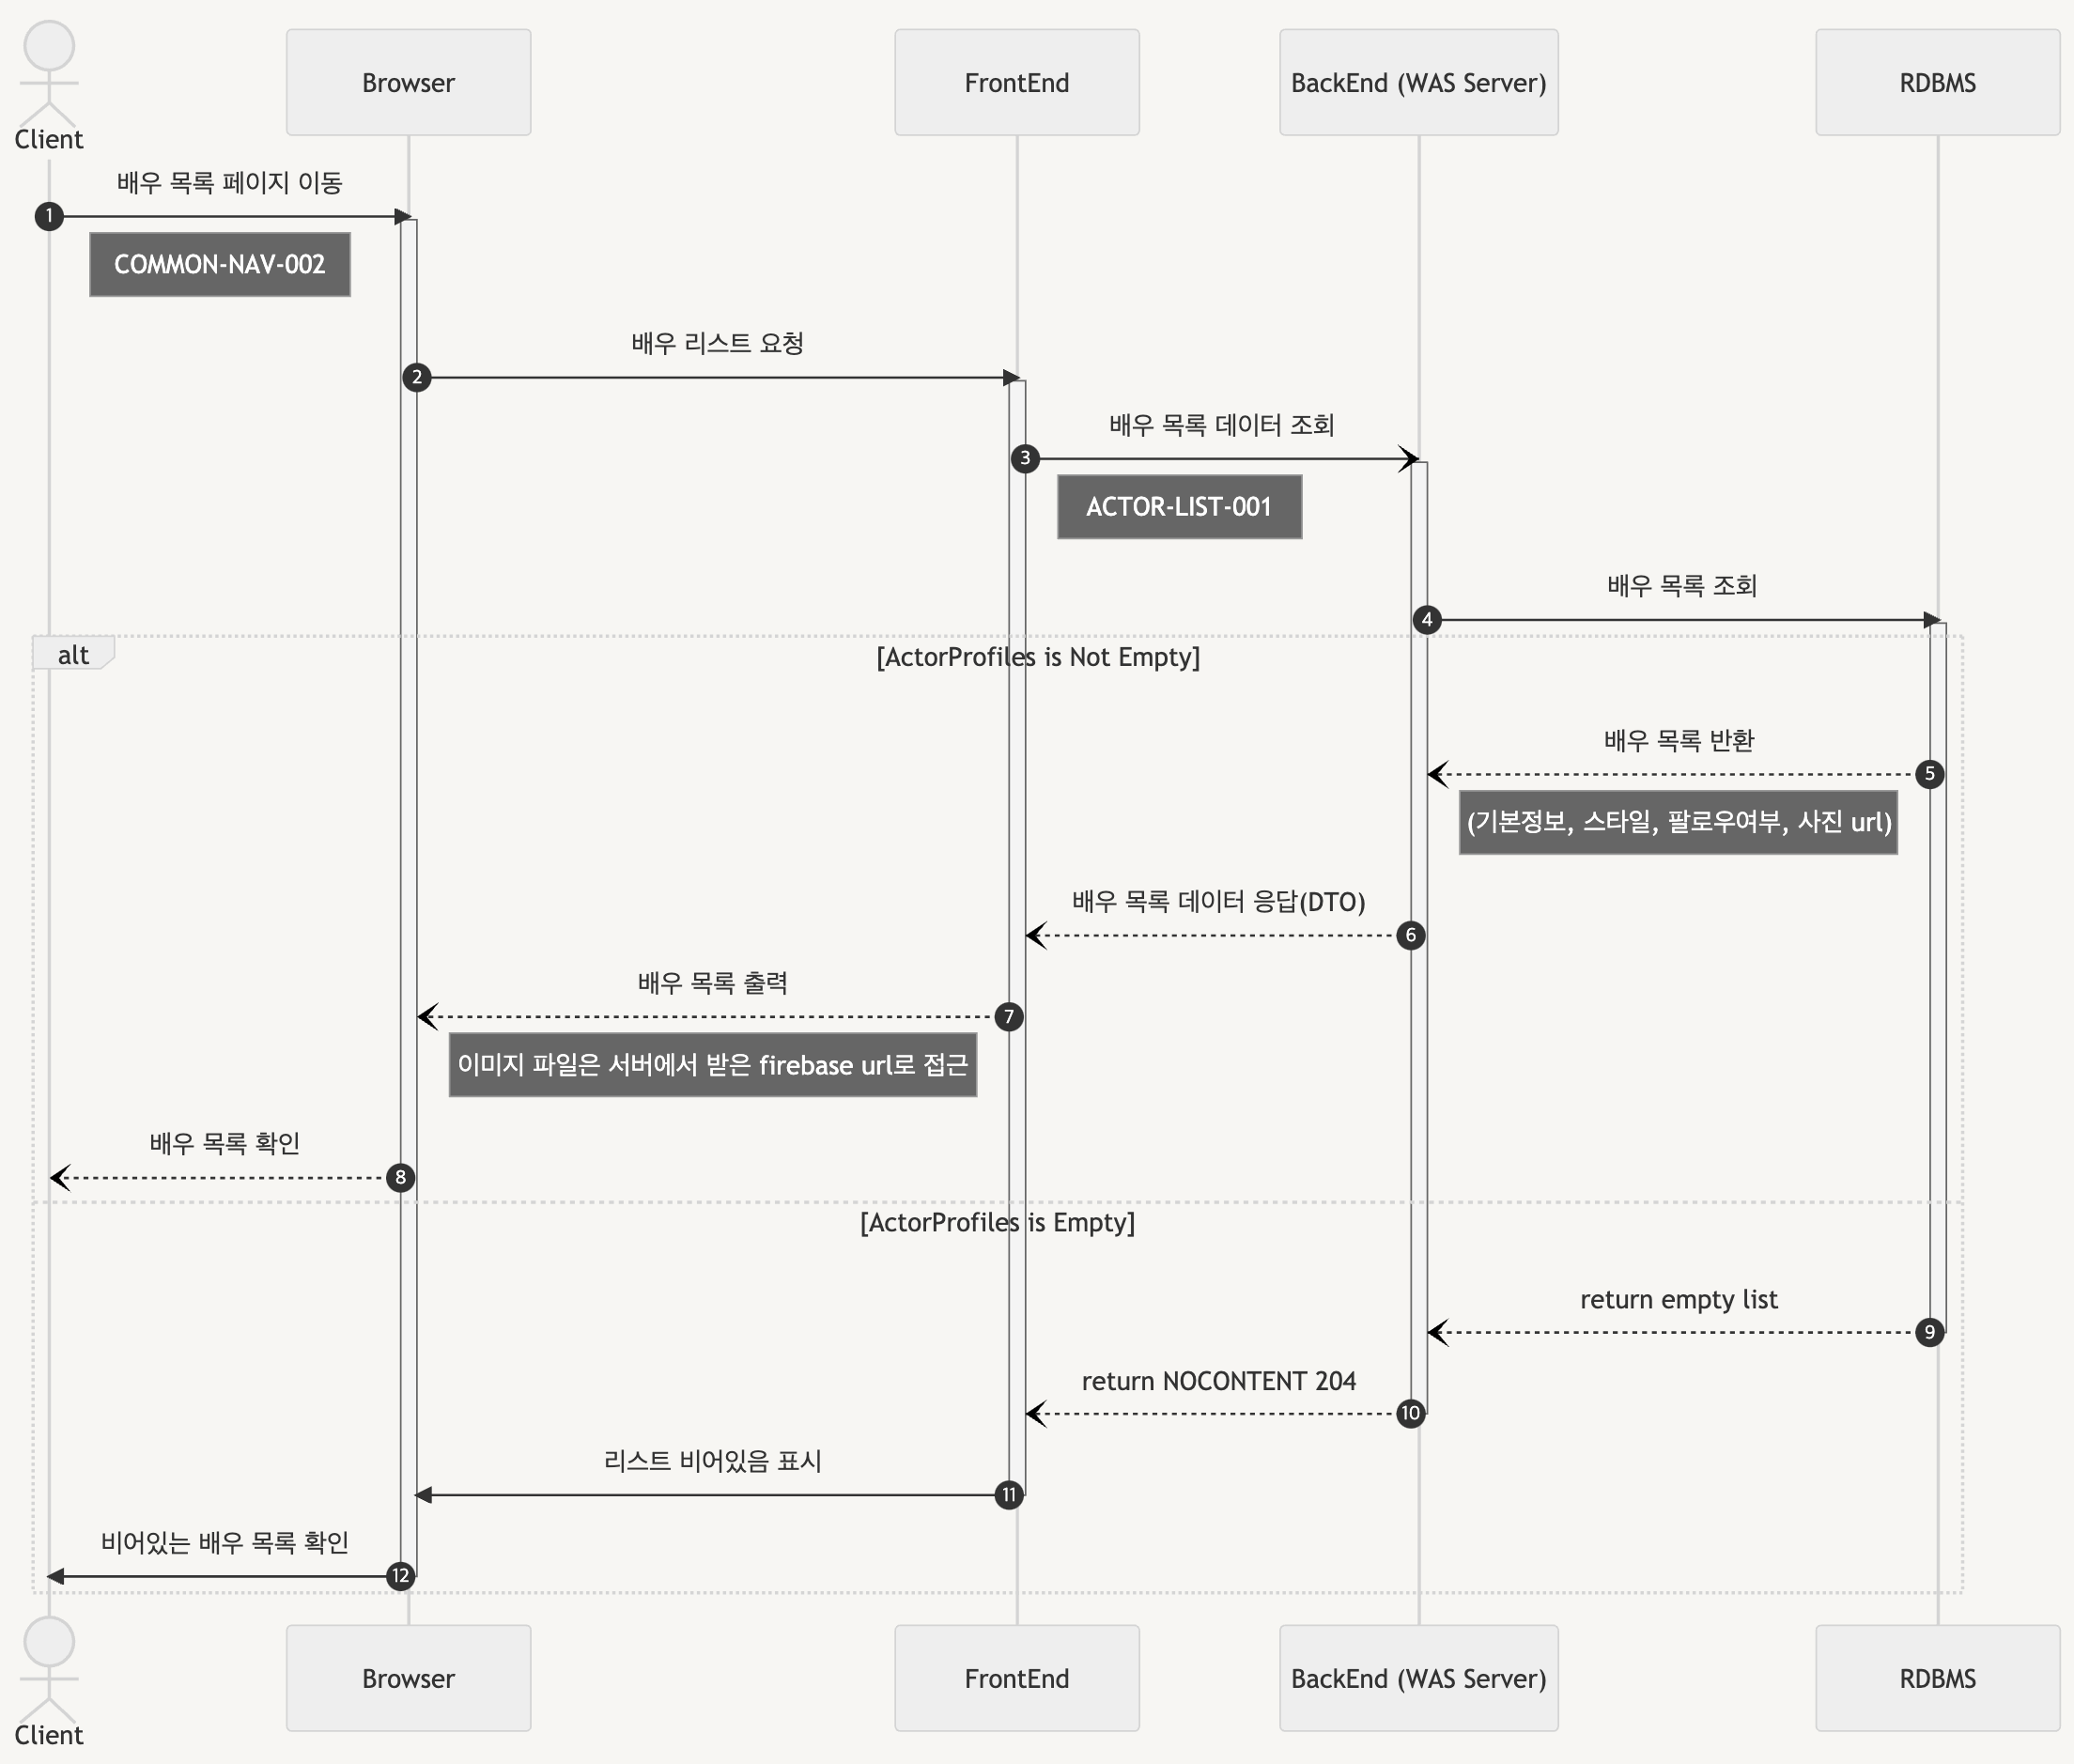 Client
Browser
FrontEnd
BackEnd (WAS Server)
RDBMS
배우 목록 페이지 이동
1
COMMON-NAV-002
배우 리스트 요청
2
배우 목록 데이터 조회
3
ACTOR-LIST-001
배우 목록 조회
4
alt
[ActorProfiles is Not Empty]
배우 목록 반환
5
(기본정보, 스타일, 팔로우여부, 사진 url)
배우 목록 데이터 응답(DTO)
6
배우 목록 출력
7
이미지 파일은 서버에서 받은 firebase url로 접근
배우 목록 확인
8
[ActorProfiles is Empty]
return empty list
9
return NOCONTENT 204
10
리스트 비어있음 표시
11
비어있는 배우 목록 확인
12
Client
Browser
FrontEnd
BackEnd (WAS Server)
RDBMS